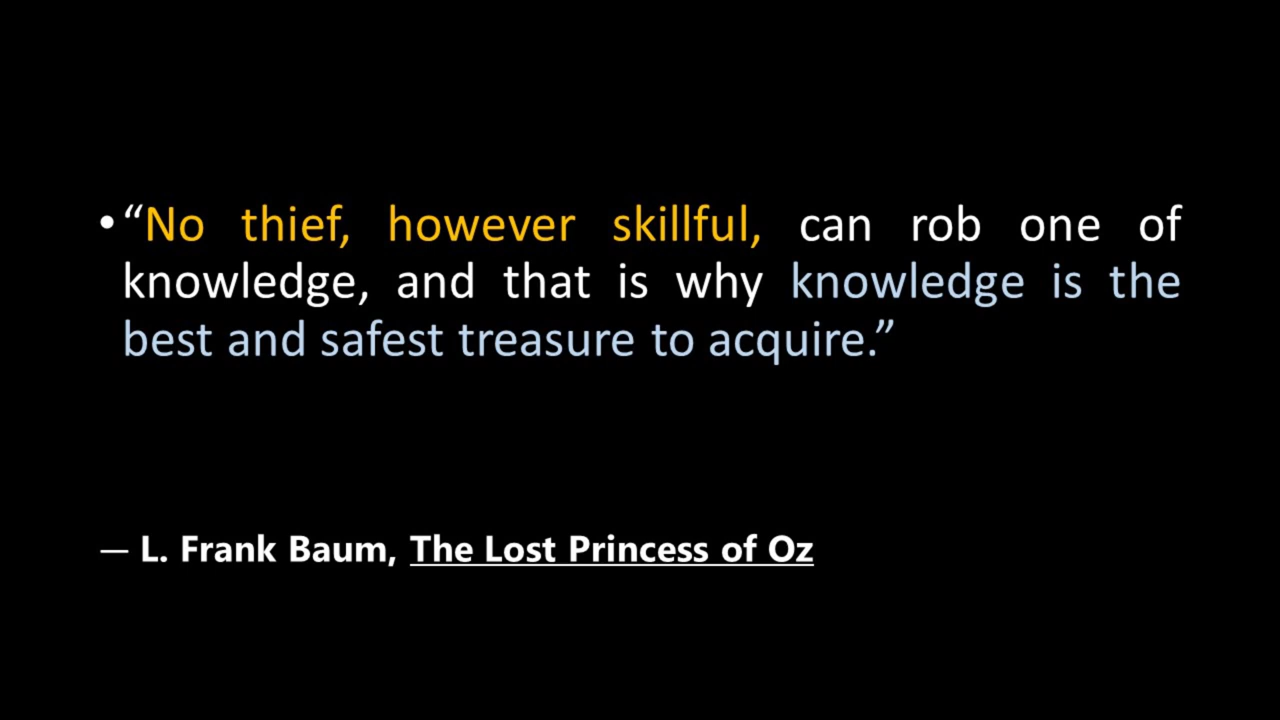 • “No thief, however skillful, can rob one of
knowledge, and that is why knowledge is the
best and safest treasure to acquire.”
— L. Frank Baum, The Lost Princess of Oz